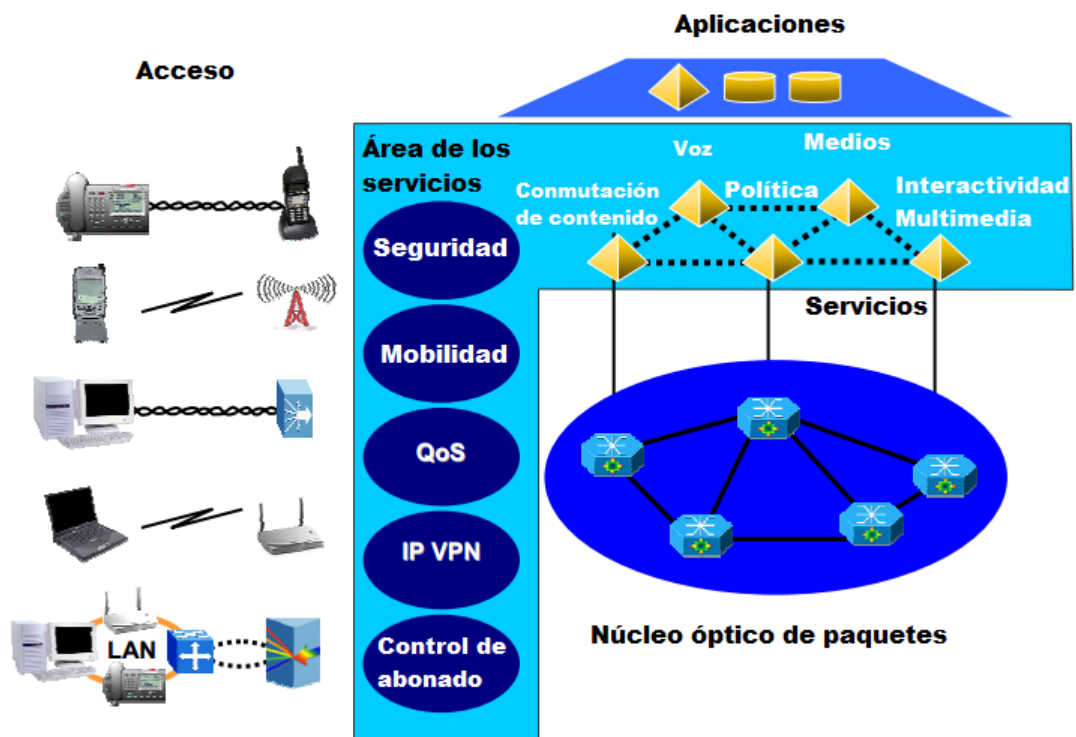 Aplicaciones
Acceso
Área de los
servicios
Voz
Medios
Conmutación
de contenido
Política
Interactividad
Multimedia
Seguridad
Servicios
Mobilidad
QoS
IP VPN
LAN
Núcleo óptico de paquetes
Control de
abonado